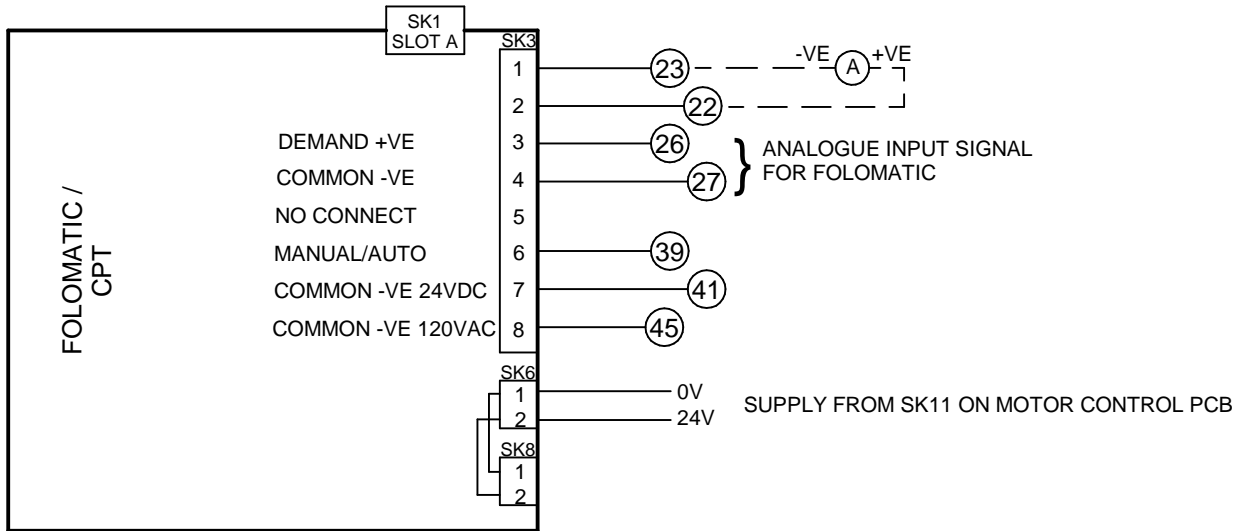 SK1
SLOT A
SK3
1
23
-VE
A
+VE
2
22
DEMAND +VE
3
26
COMMON -VE
4
27
}
ANALOGUE INPUT SIGNAL
FOR FOLOMATIC
NO CONNECT
5
MANUAL/AUTO
6
39
COMMON -VE 24VDC
7
41
COMMON -VE 120VAC
8
45
FOLOMATIC /
CPT
SK6
1
0V
2
24V
SUPPLY FROM SK11 ON MOTOR CONTROL PCB
SK8
1
2